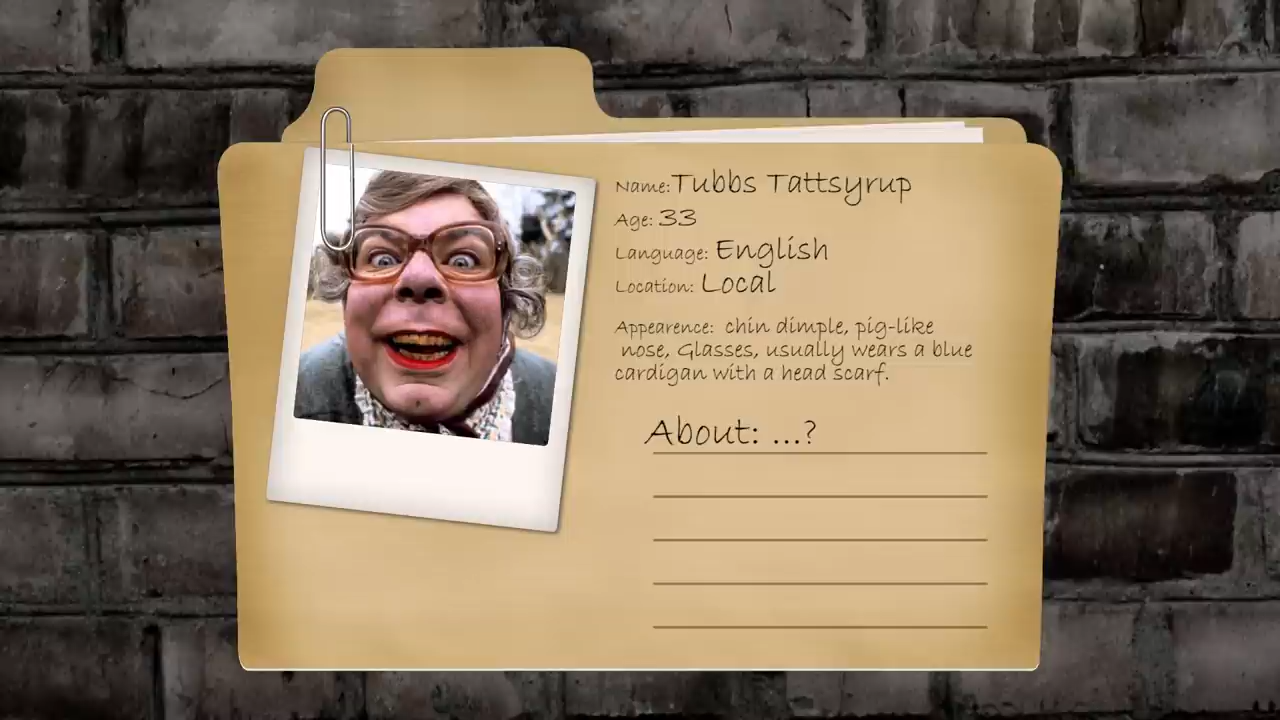 Name:Tubbs Tattsyrup
Age: 33
Language: English
Location: Local
Appearence: chin dimple, pig-like
nose, Glasses, usually wears a blue
cardigan with a head scarf.
About: ...?